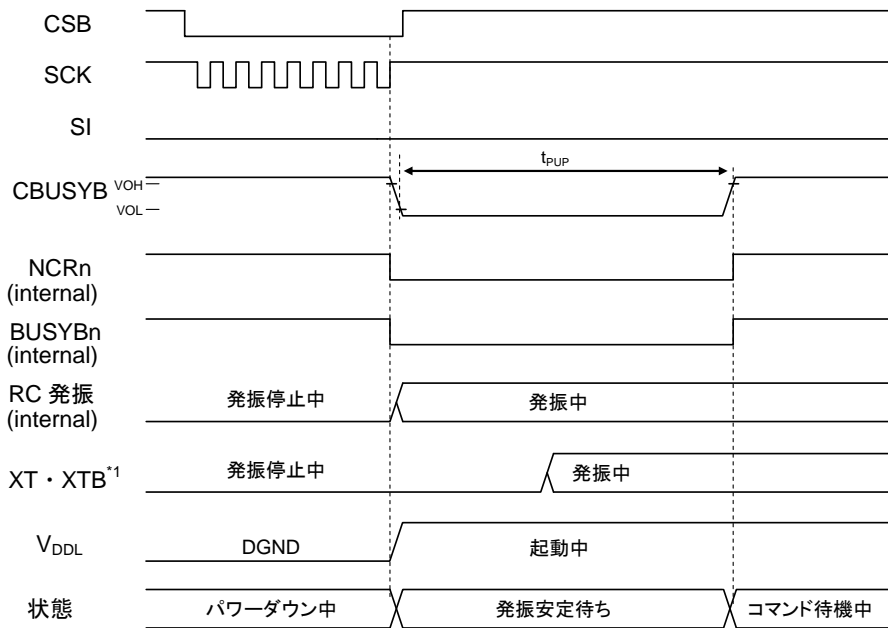 CSB
SCK
SI
tPUP
CBUSYB
VOH
VOL
NCRn
(internal)
BUSYBn
(internal)
RC 発振
(internal)
発振停止中
発振中
XT・XTB*1
発振停止中
発振中
VDDL
DGND
起動中
状態
パワーダウン中
発振安定待ち
コマンド待機中